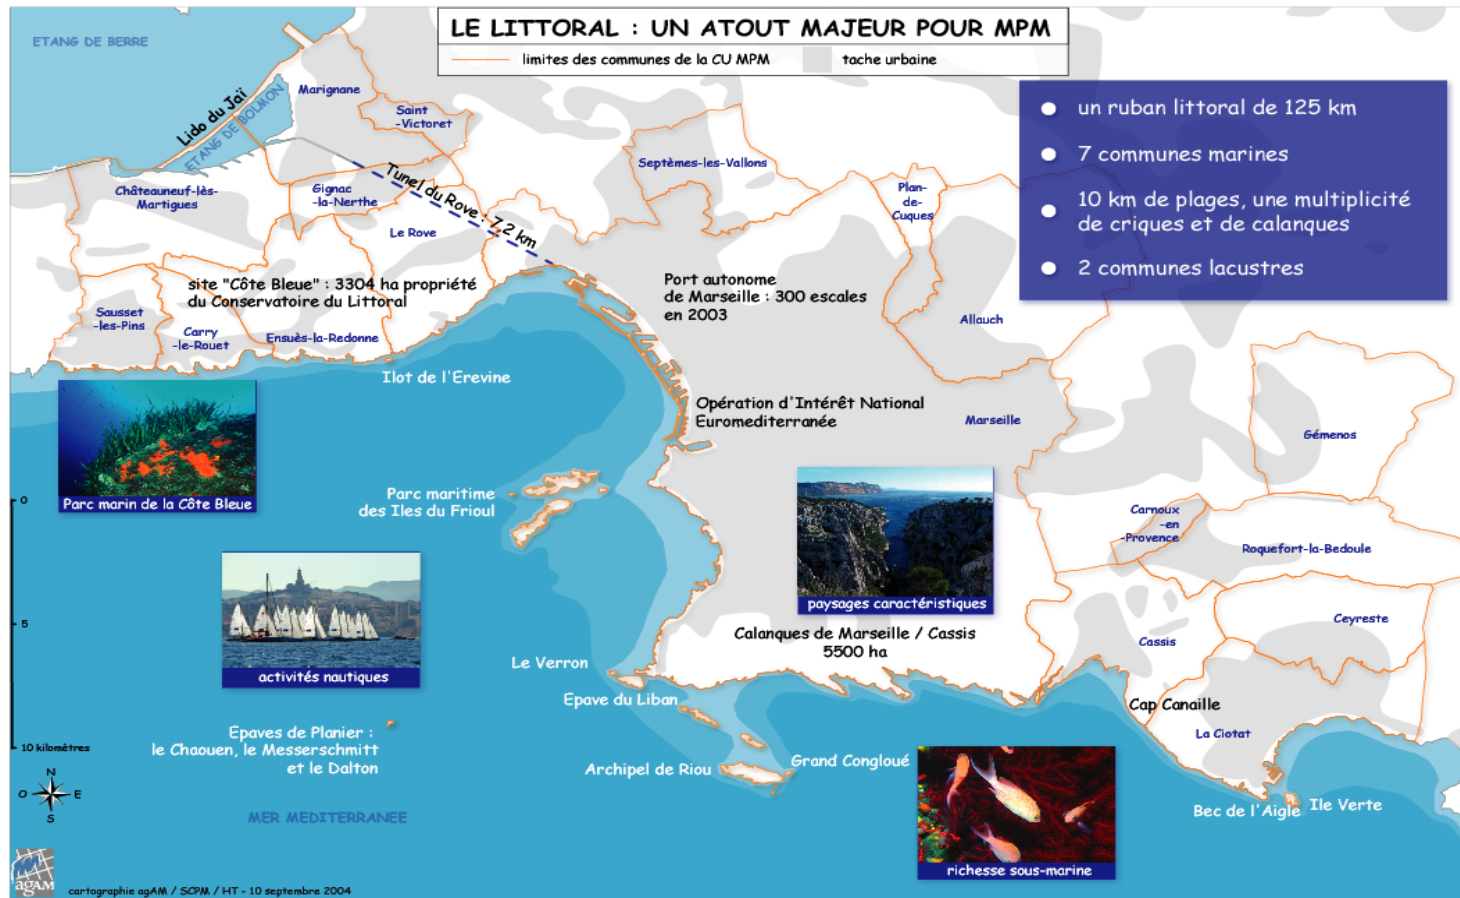 LE LITTORAL : UN ATOUT MAJEUR POUR MPM
limites des communes de la CU MPM
tache urbaine
un ruban littoral de 125 km
7 communes marines
10 km de plages, une multiplicité
de criques et de calanques
2 communes lacustres
ETANG DE BERRE
Lido du Jaï
ETANG DE BOLMON
Marignane
Saint
-Victoret
Septèmes-les-Vallons
Plan-
de-
Cuques
Châteauneuf-lès-
Martigues
Gignac
-la-Nerthe
Tunel du Rove : 7,2 km
Le Rove
site "Côte Bleue" : 3304 ha propriété
du Conservatoire du Littoral
Port autonome
de Marseille : 300 escales
en 2003
Allauch
Sausset
-les-Pins
Carry
-le-Rouet
Ensuès-la-Redonne
Ilot de l'Erevine
Opération d'Intérêt National
Euromediterranée
Marseille
Gémenos
Parc marin de la Côte Bleue
Parc maritime
des Iles du Frioul
Carnoux
-en
-Provence
Roquefort-la-Bedoule
paysages caractéristiques
Ceyreste
Calanques de Marseille / Cassis
5500 ha
Cassis
Le Verron
activités nautiques
Epave du Liban
Cap Canaille
La Ciotat
Epaves de Planier :
le Chaouen, le Messerschmitt
et le Dalton
Archipel de Riou
Grand Congloué
Bec de l'Aigle
Ile Verte
MER MEDITERRANEE
richesse sous-marine
0
5
10 kilomètres
N
O
E
S
agAM
cartographie agAM / SCPM / HT - 10 septembre 2004